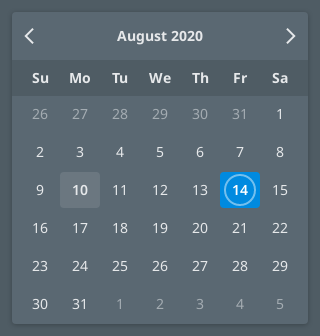 August 2020
Su Mo Tu We Th Fr Sa
26 27 28 29 30 31 1
2 3 4 5 6 7 8
9 10 11 12 13 14 15
16 17 18 19 20 21 22
23 24 25 26 27 28 29
30 31 1 2 3 4 5